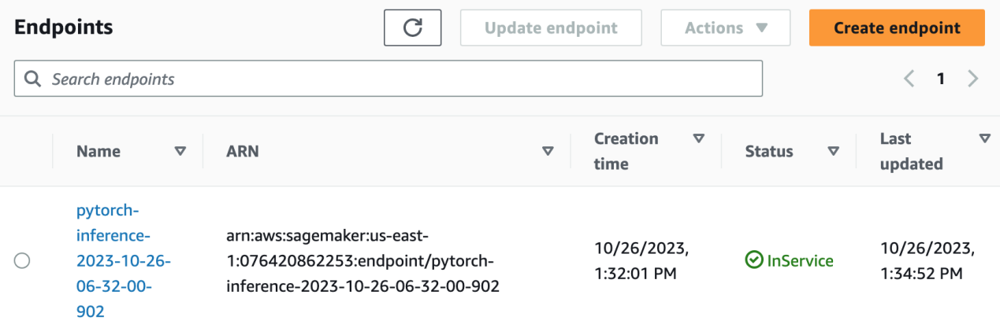 Endpoints
Update endpoint
Actions
Create endpoint
Search endpoints
1
Name
ARN
Creation
time
Status
Last
updated
pytorch-
inference-
2023-10-26-
06-32-00-
902
arn:aws:sagemaker:us-east-
1:076420862253:endpoint/pytorch-
inference-2023-10-26-06-32-00-902
10/26/2023,
1:32:01 PM
InService
10/26/2023,
1:34:52 PM